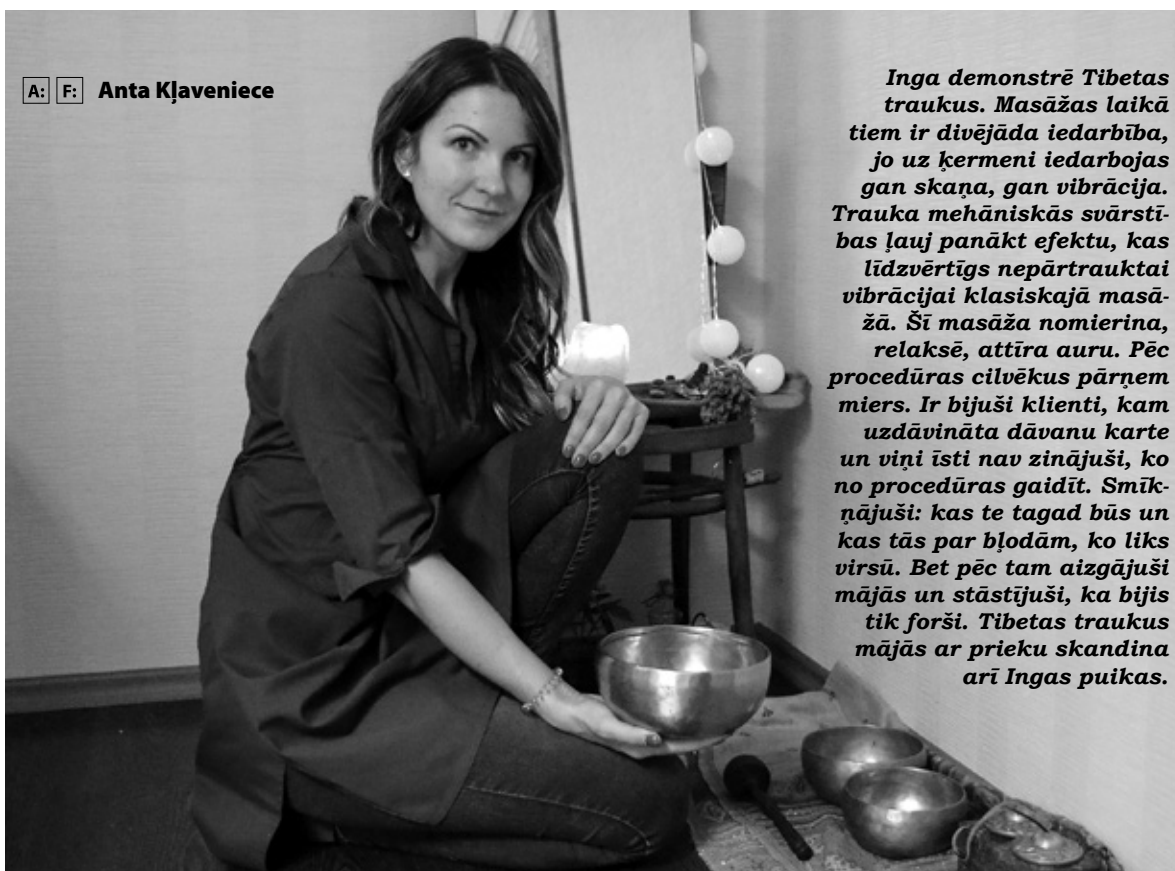 A: F: Anta Kļaveniece
Inga demonstrē Tibetas
traukus. Masāžas laikā
tiem ir divējāda iedarbība,
jo uz ķermeni iedarbojas
gan skaņa, gan vibrācija.
Trauka mehāniskās svārstī-
bas ļauj panākt efektu, kas
līdzvērtīgs nepārtrauktai
vibrācijai klasiskajā masā-
žā. Šī masāža nomierina,
relaksē, attīra auru. Pēc
procedūras cilvēkus pārņem
miers. Ir bijuši klienti, kam
uzdāvināta dāvanu karte
un viņi īsti nav zinājuši, ko
no procedūras gaidīt. Smīk-
ņājuši: kas te tagad būs un
kas tās par bļodām, ko liks
virsū. Bet pēc tam aizgājuši
mājās un stāstījuši, ka bijis
tik forši. Tibetas traukus
mājās ar prieku skandina
arī Ingas puikas.